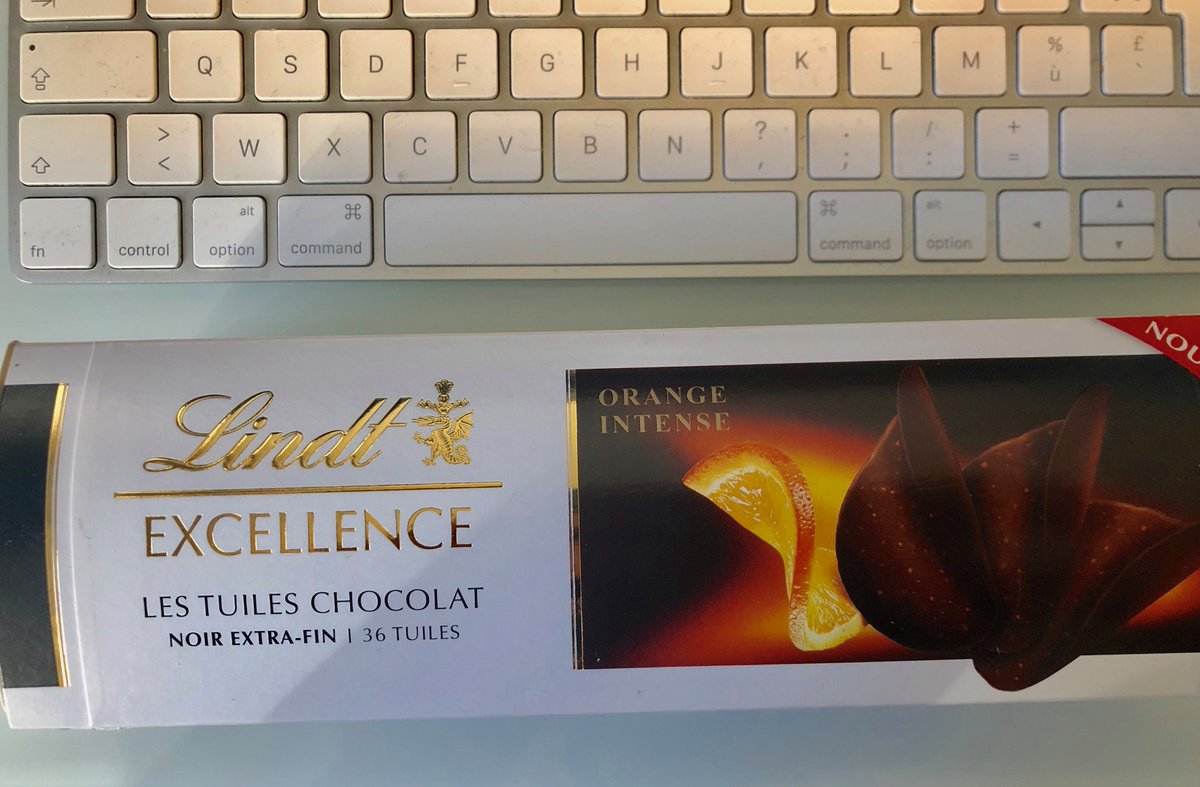 Q S D F G H J K L M % ù £ `
> < W X C V B N ? , . ; / : + =
fn control alt option ⌘ command ⌘ command alt option
NOU
Lindt
EXCELLENCE
LES TUILES CHOCOLAT
NOIR EXTRA-FIN | 36 TUILES
ORANGE
INTENSE